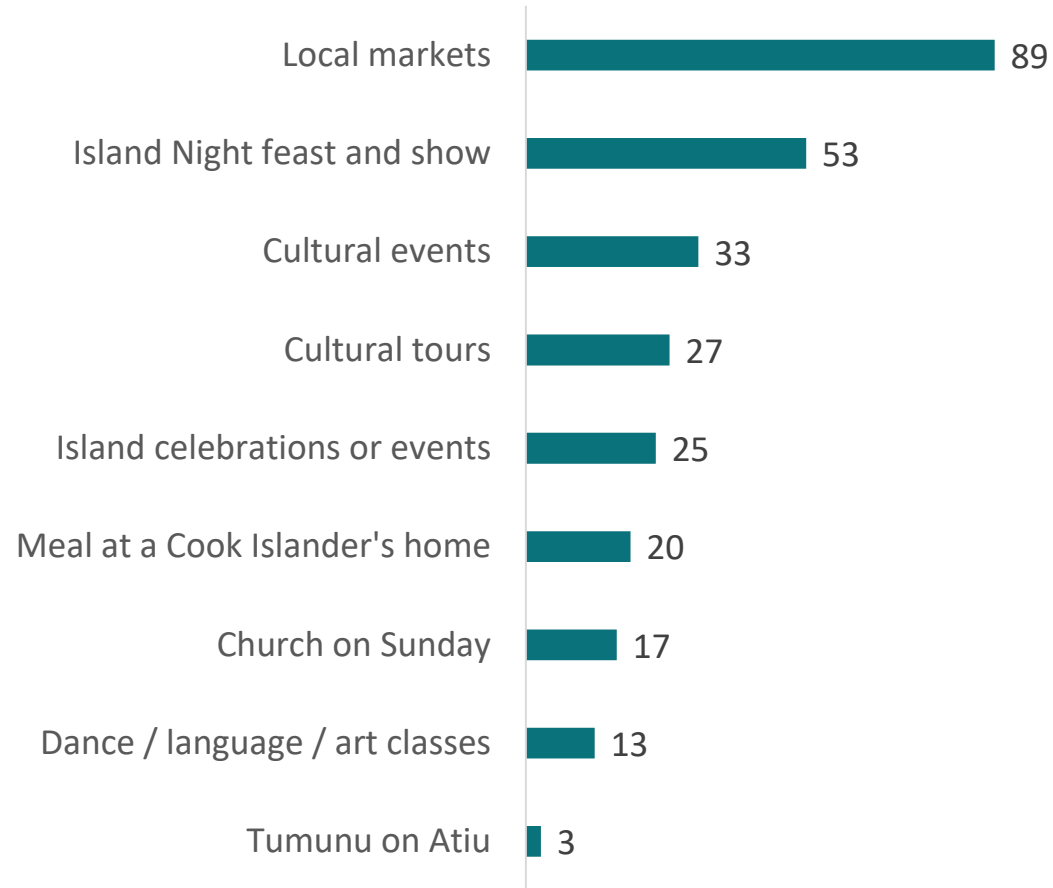 Local markets 89
Island Night feast and show 53
Cultural events 33
Cultural tours 27
Island celebrations or events 25
Meal at a Cook Islander's home 20
Church on Sunday 17
Dance / language / art classes 13
Tumunu on Atiu 3